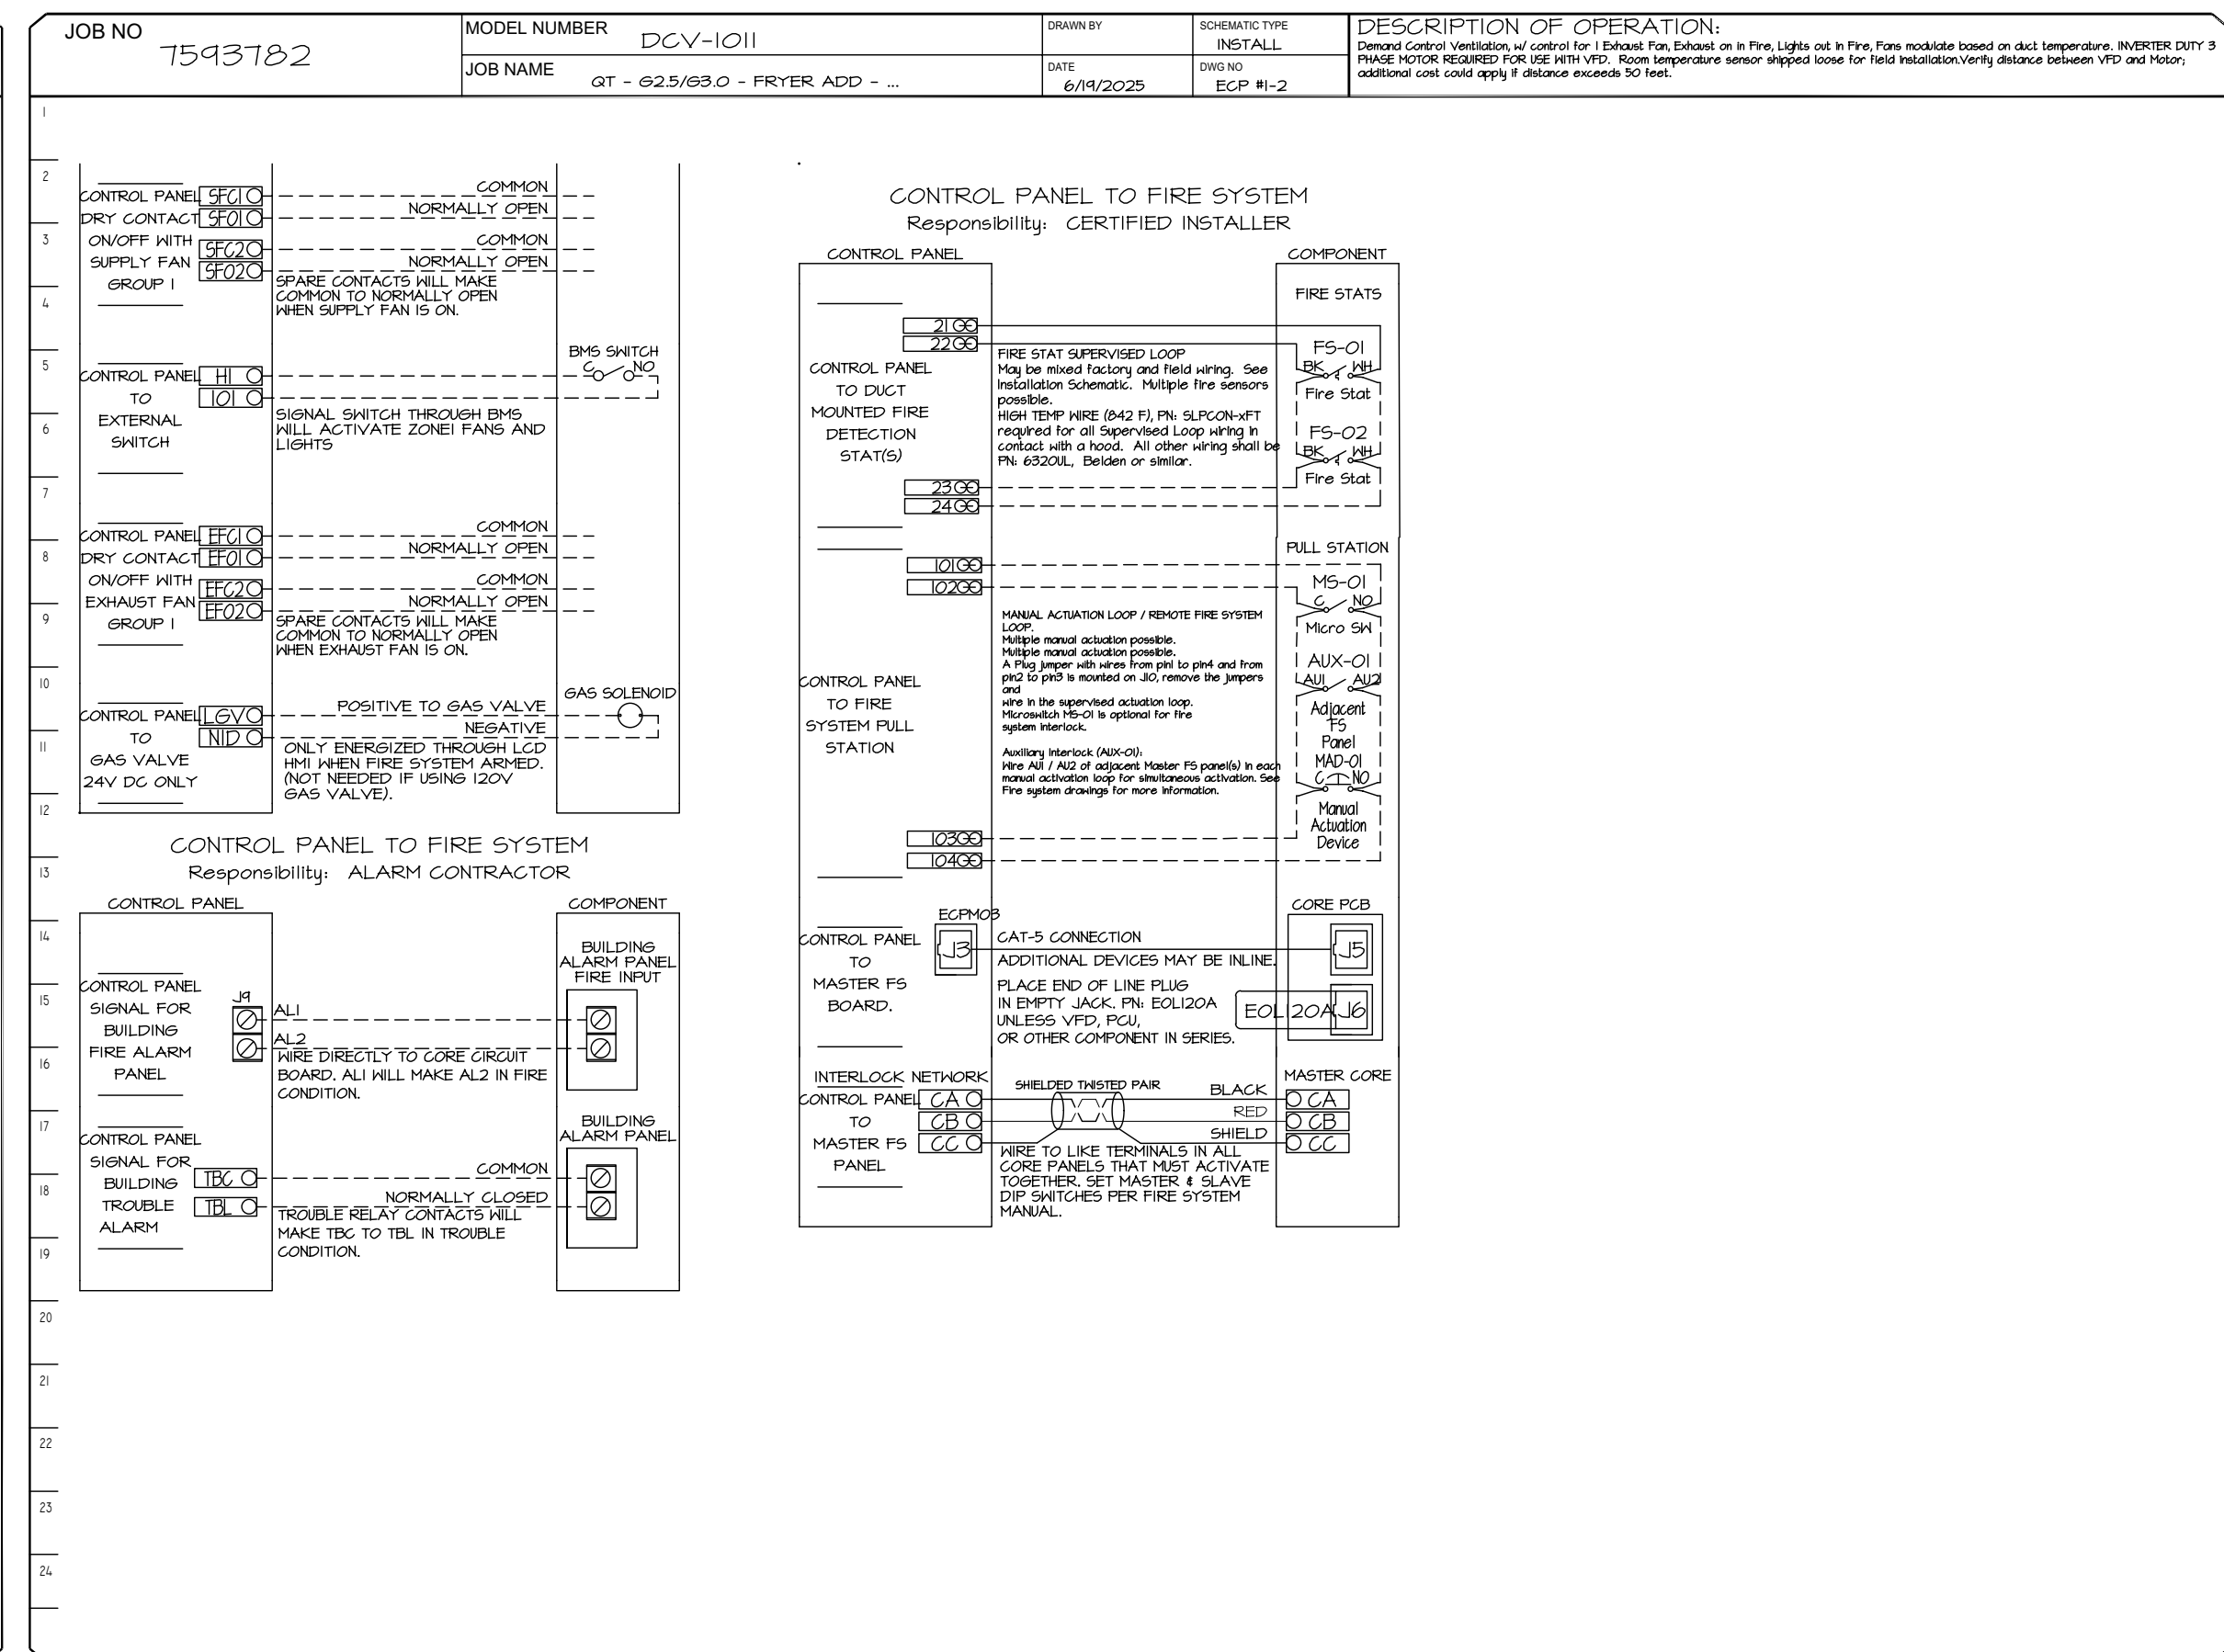 JOB NO
7593782
MODEL NUMBER
DCV-1011
JOB NAME
QT - G2.5/G3.0 - FRYER ADD - ...
DRAWN BY
DATE
6/19/2025
SCHEMATIC TYPE
INSTALL
DWG NO
ECP #1-2
DESCRIPTION OF OPERATION:
Demand Control Ventilation, w/ control for 1 Exhaust Fan, Exhaust on in Fire, Lights out in Fire, Fans modulate based on duct temperature. INVERTER DUTY 3
PHASE MOTOR REQUIRED FOR USE WITH VFD. Room temperature sensor shipped loose for field installation.Verify distance between VFD and Motor;
additional cost could apply if distance exceeds 50 feet.
1
2
3
4
5
6
7
8
9
10
11
12
13
14
15
16
17
18
19
20
21
22
23
24
CONTROL PANEL
DRY CONTACT
ON/OFF WITH
SUPPLY FAN
GROUP 1
SFC1
SFO1
SFC2
SFO2
COMMON
NORMALLY OPEN
COMMON
NORMALLY OPEN
SPARE CONTACTS WILL MAKE
COMMON TO NORMALLY OPEN
WHEN SUPPLY FAN IS ON.
CONTROL PANEL
TO
EXTERNAL
SWITCH
H1
101
BMS SWITCH
C NO
SIGNAL SWITCH THROUGH BMS
WILL ACTIVATE ZONE1 FANS AND
LIGHTS
CONTROL PANEL
DRY CONTACT
ON/OFF WITH
EXHAUST FAN
GROUP 1
EFC1
EFO1
EFC2
EFO2
COMMON
NORMALLY OPEN
COMMON
NORMALLY OPEN
SPARE CONTACTS WILL MAKE
COMMON TO NORMALLY OPEN
WHEN EXHAUST FAN IS ON.
CONTROL PANEL
TO
GAS VALVE
24V DC ONLY
LGV
N1D
POSITIVE TO GAS VALVE
NEGATIVE
GAS SOLENOID
ONLY ENERGIZED THROUGH LCD
HMI WHEN FIRE SYSTEM ARMED.
(NOT NEEDED IF USING 120V
GAS VALVE).
CONTROL PANEL TO FIRE SYSTEM
Responsibility: ALARM CONTRACTOR
CONTROL PANEL
COMPONENT
CONTROL PANEL
SIGNAL FOR
BUILDING
FIRE ALARM
PANEL
J9
AL1
AL2
WIRE DIRECTLY TO CORE CIRCUIT
BOARD. AL1 WILL MAKE AL2 IN FIRE
CONDITION.
BUILDING
ALARM PANEL
FIRE INPUT
CONTROL PANEL
SIGNAL FOR
BUILDING
TROUBLE
ALARM
TBC
TBL
COMMON
NORMALLY CLOSED
TROUBLE RELAY CONTACTS WILL
MAKE TBC TO TBL IN TROUBLE
CONDITION.
BUILDING
ALARM PANEL
CONTROL PANEL TO FIRE SYSTEM
Responsibility: CERTIFIED INSTALLER
CONTROL PANEL
COMPONENT
FIRE STATS
21
22
CONTROL PANEL
TO DUCT
MOUNTED FIRE
DETECTION
STAT(S)
23
24
FIRE STAT SUPERVISED LOOP
May be mixed factory and field wiring. See
Installation Schematic. Multiple fire sensors
possible.
HIGH TEMP WIRE (842 F), PN: SLPCON-xFT
required for all Supervised Loop wiring in
contact with a hood. All other wiring shall be
PN: 6320UL, Belden or similar.
FS-01
BK WH
Fire Stat
FS-02
BK WH
Fire Stat
PULL STATION
101
102
CONTROL PANEL
TO FIRE
SYSTEM PULL
STATION
103
104
MANUAL ACTUATION LOOP / REMOTE FIRE SYSTEM
LOOP.
Multiple manual actuation possible.
Multiple manual actuation possible.
A Plug jumper with wires from pin1 to pin4 and from
pin2 to pin3 is mounted on J10, remove the jumpers
and
wire in the supervised actuation loop.
Microswitch MS-01 is optional for fire
system interlock.
Auxiliary Interlock (AUX-01):
Wire AU1 / AU2 of adjacent Master FS panel(s) in each
manual activation loop for simultaneous activation. See
Fire system drawings for more information.
MS-01
C NO
Micro SW
AUX-01
AU1 AU2
Adjacent
FS
Panel
MAD-01
C NO
Manual
Actuation
Device
CONTROL PANEL
TO
MASTER FS
BOARD.
ECPM03
J3
CAT-5 CONNECTION
ADDITIONAL DEVICES MAY BE INLINE.
PLACE END OF LINE PLUG
IN EMPTY JACK. PN: EOL120A
UNLESS VFD, PCU,
OR OTHER COMPONENT IN SERIES.
CORE PCB
J5
EOL120A J6
INTERLOCK NETWORK
CONTROL PANEL
TO
MASTER FS
PANEL
CA
CB
CC
SHIELDED TWISTED PAIR
BLACK
RED
SHIELD
MASTER CORE
CA
CB
CC
WIRE TO LIKE TERMINALS IN ALL
CORE PANELS THAT MUST ACTIVATE
TOGETHER. SET MASTER & SLAVE
DIP SWITCHES PER FIRE SYSTEM
MANUAL.